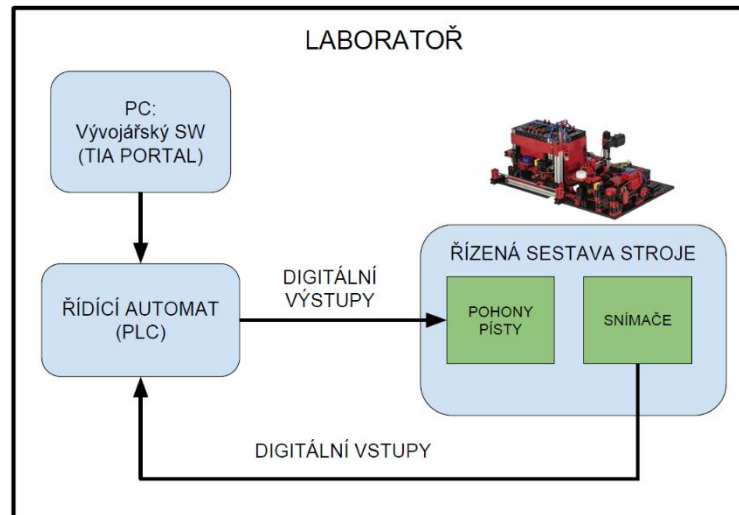 LABORATOŘ
PC:
Vývojářský SW
(TIA PORTAL)
ŘÍDÍCÍ AUTOMAT
(PLC)
DIGITÁLNÍ
VÝSTUPY
ŘÍZENÁ SESTAVA STROJE
POHONY
PÍSTY
SNÍMAČE
DIGITÁLNÍ VSTUPY